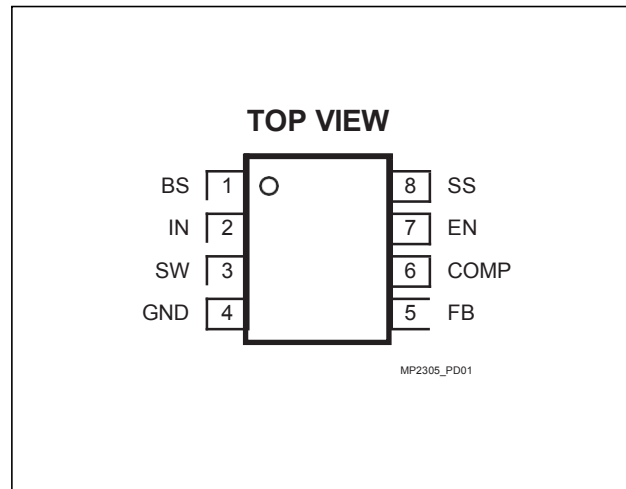 TOP VIEW
BS 1 8 SS
IN 2 7 EN
SW 3 6 COMP
GND 4 5 FB
MP2305_PD01